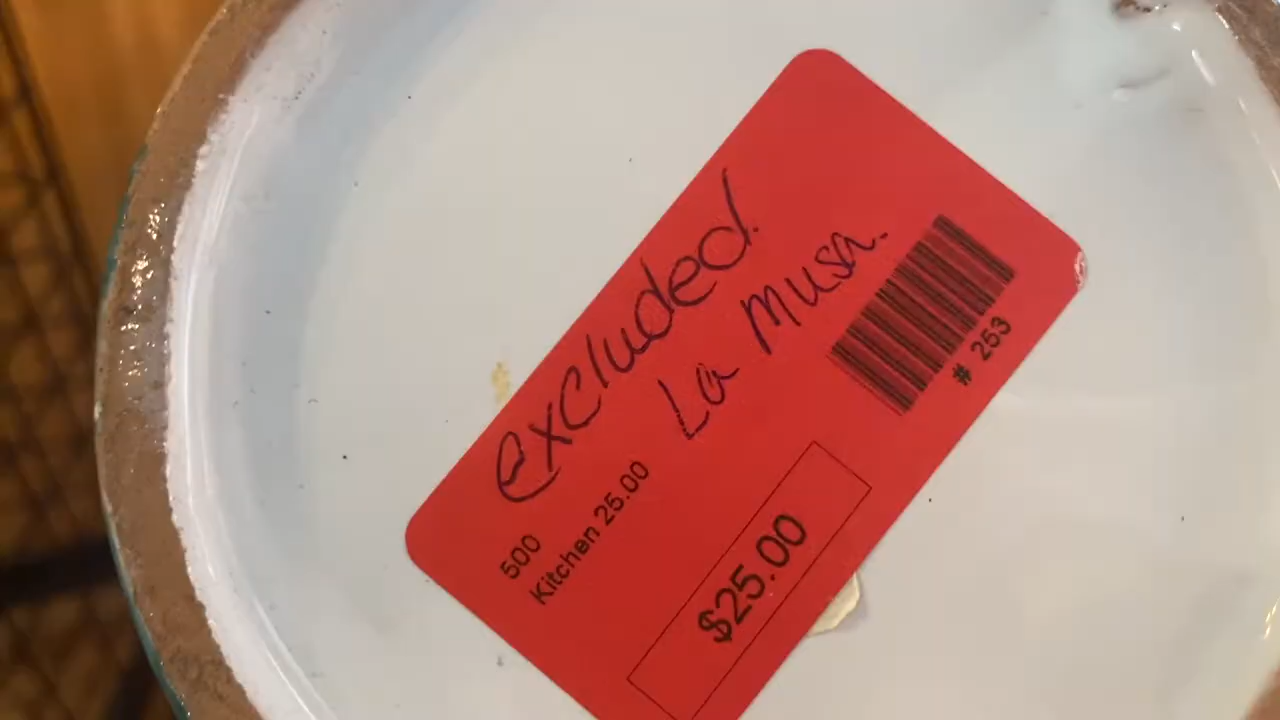 excluded.
La Musa.
# 253
500
Kitchen 25.00
$25.00